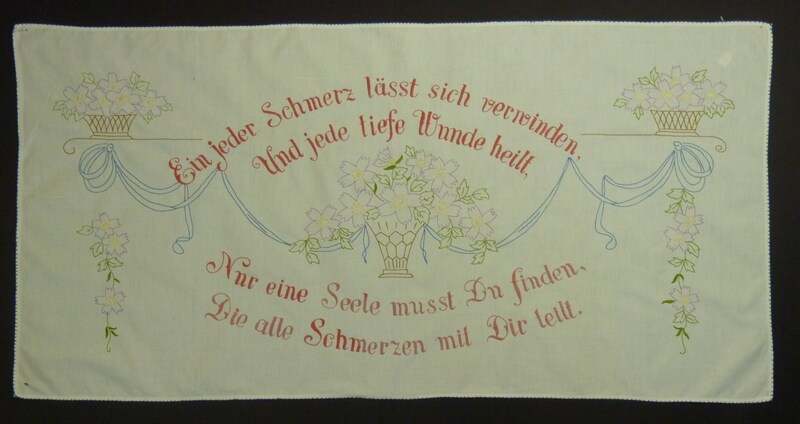 Ein jeder Schmerz lässt sich verwinden,
Und jede tiefe Wunde heilt,
Nur eine Seele musst Du finden,
Die alle Schmerzen mit Dir teilt.